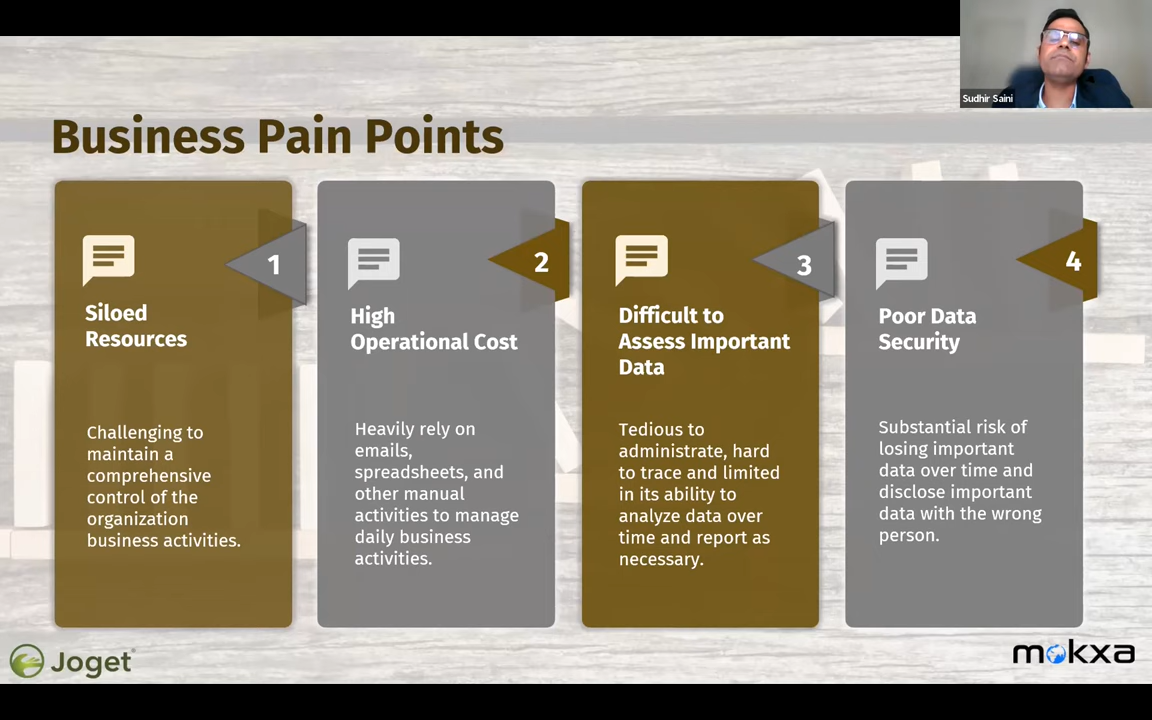 Sudhir Saini
Business Pain Points
1
Siloed
Resources
Challenging to
maintain a
comprehensive
control of the
organization
business activities.
2
High
Operational Cost
Heavily rely on
emails,
spreadsheets, and
other manual
activities to manage
daily business
activities.
3
Difficult to
Assess Important
Data
Tedious to
administrate, hard
to trace and limited
in its ability to
analyze data over
time and report as
necessary.
4
Poor Data
Security
Substantial risk of
losing important
data over time and
disclose important
data with the wrong
person.
Joget
mokxa